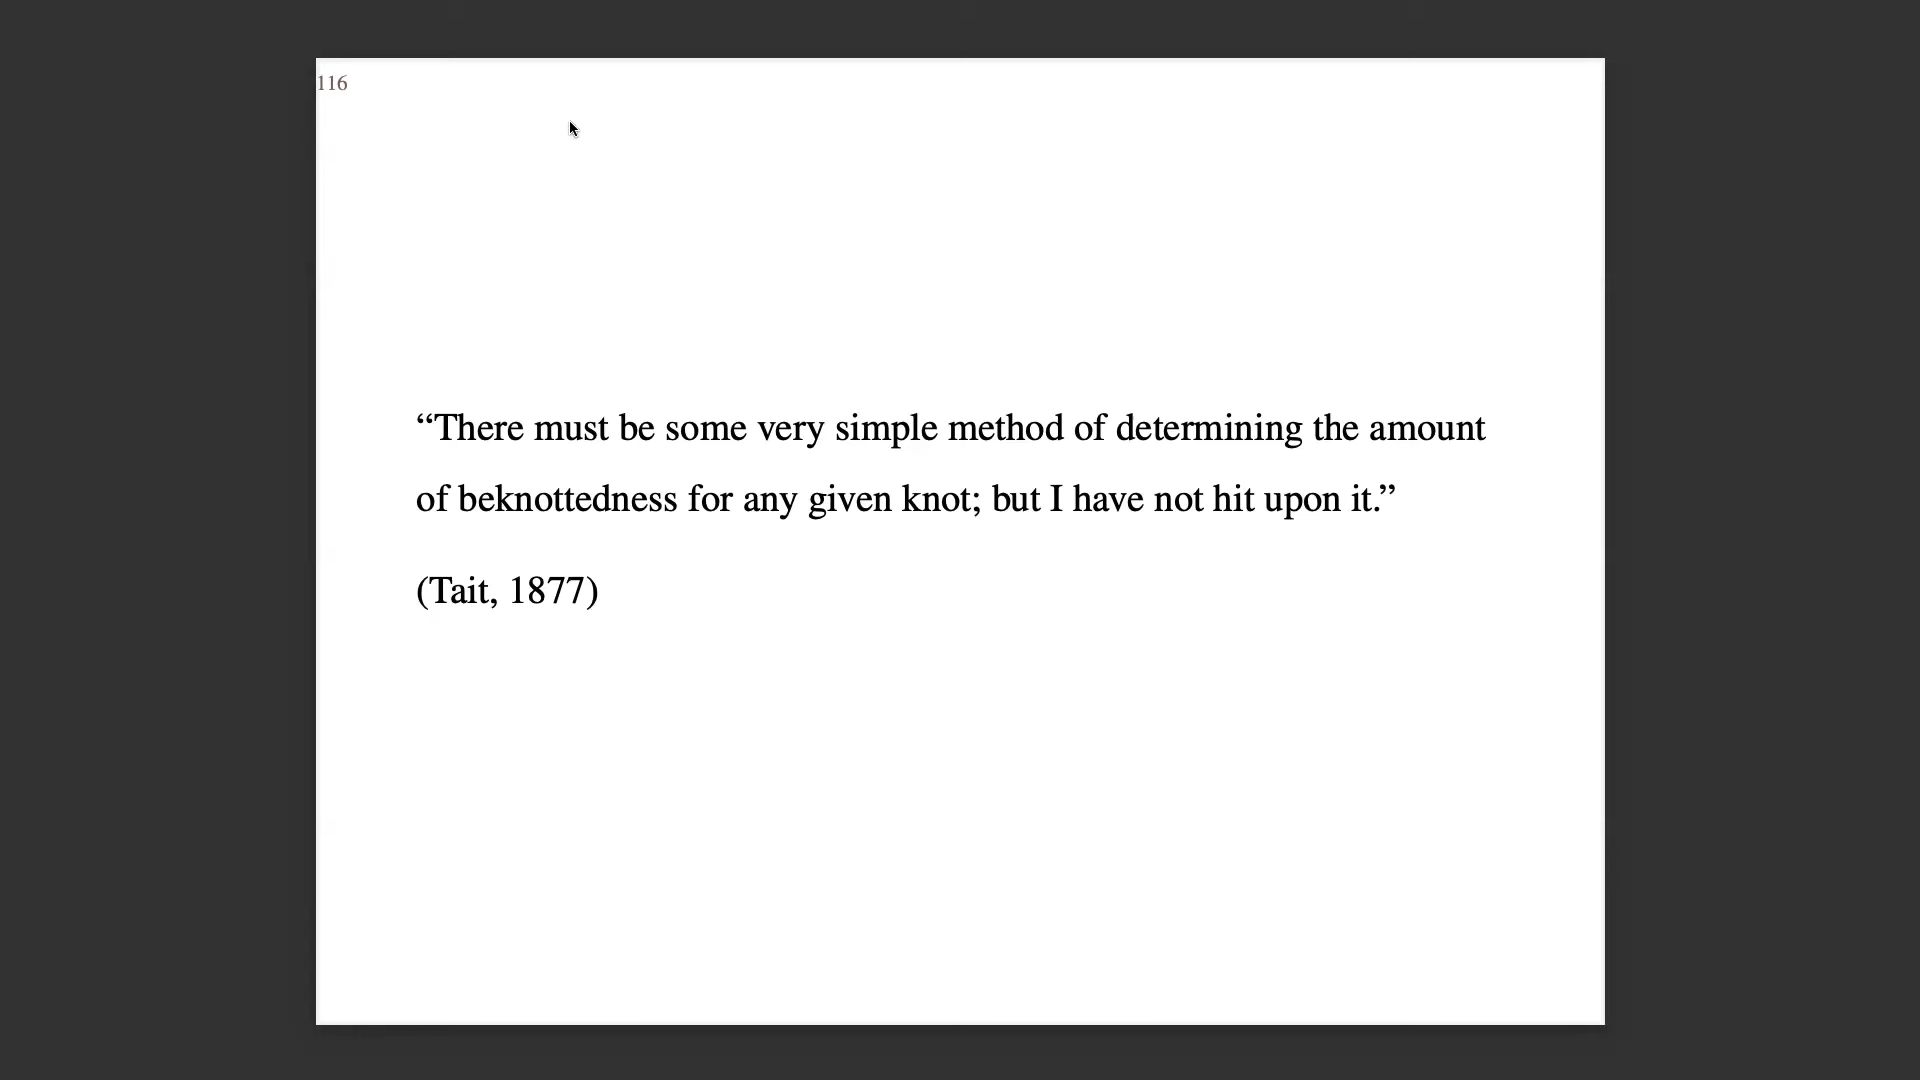 116
“There must be some very simple method of determining the amount
of beknottedness for any given knot; but I have not hit upon it.”
(Tait, 1877)